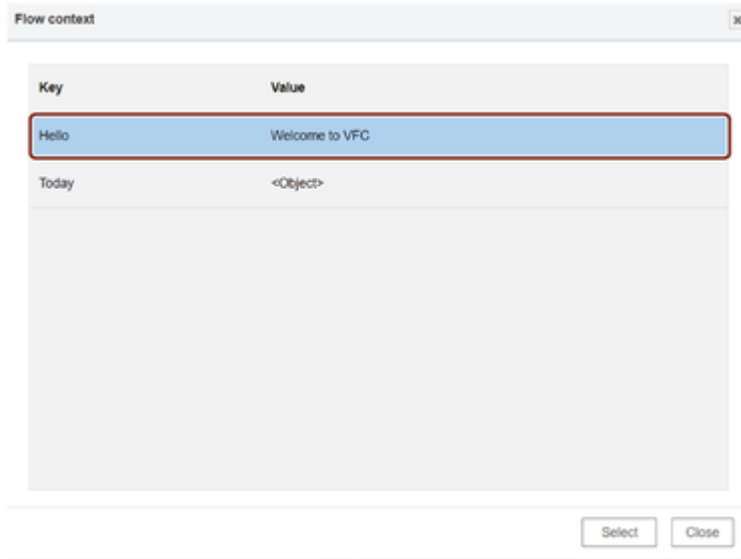 Flow context
Key Value
Hello Welcome to VFC
Today <Object>
Select Close